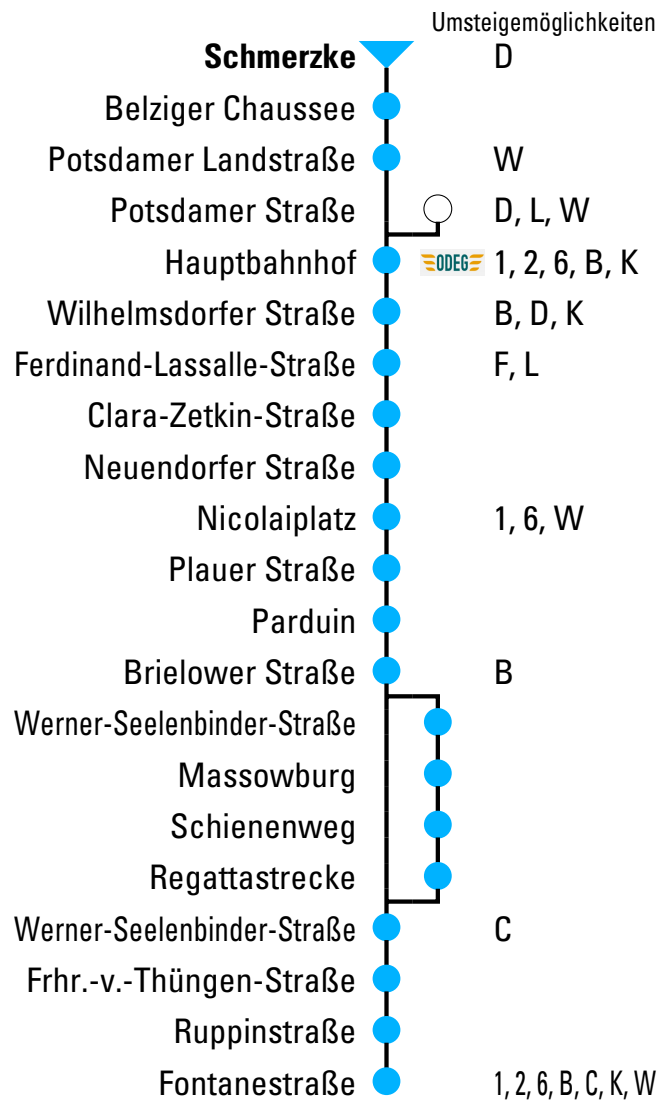 Umsteigemöglichkeiten
Schmerzke D
Belziger Chaussee
Potsdamer Landstraße W
Potsdamer Straße D, L, W
Hauptbahnhof ODEG 1, 2, 6, B, K
Wilhelmsdorfer Straße B, D, K
Ferdinand-Lassalle-Straße F, L
Clara-Zetkin-Straße
Neuendorfer Straße
Nicolaiplatz 1, 6, W
Plauer Straße
Parduin
Brielower Straße B
Werner-Seelenbinder-Straße
Massowburg
Schienenweg
Regattastrecke
Werner-Seelenbinder-Straße C
Frhr.-v.-Thüngen-Straße
Ruppinstraße
Fontanestraße 1, 2, 6, B, C, K, W